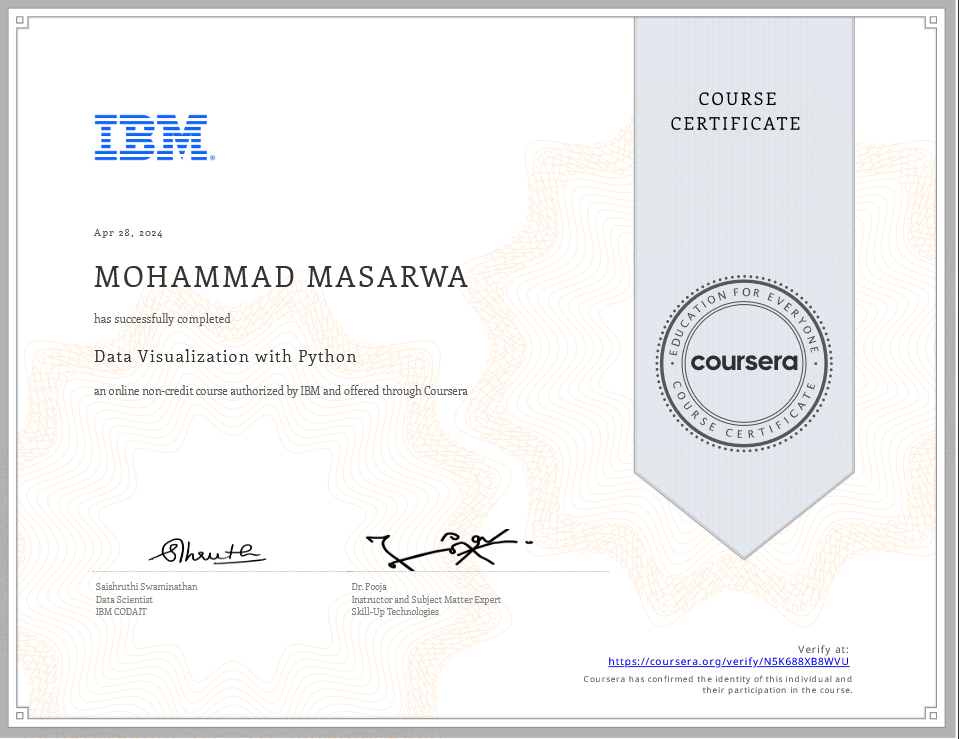 COURSE
CERTIFICATE
IBM®
Apr 28, 2024
MOHAMMAD MASARWA
has successfully completed
Data Visualization with Python
an online non-credit course authorized by IBM and offered through Coursera
EDUCATION FOR EVERYONE
coursera
COURSE CERTIFICATE
Saishruthi Swaminathan
Data Scientist
IBM CODAIT
Dr. Pooja
Instructor and Subject Matter Expert
Skill-Up Technologies
Verify at:
https://coursera.org/verify/N5K688XB8WVU
Coursera has confirmed the identity of this individual and
their participation in the course.